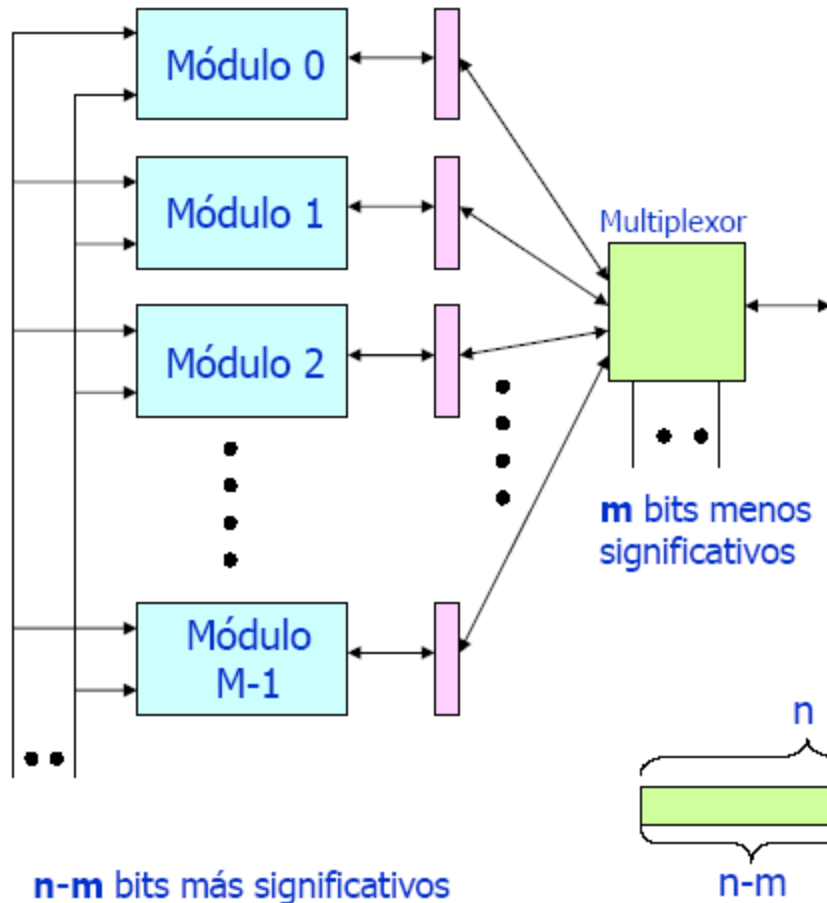 Módulo 0
Módulo 1
Multiplexor
Módulo 2
m bits menos
significativos
Módulo
M-1
n
n-m
n-m bits más significativos